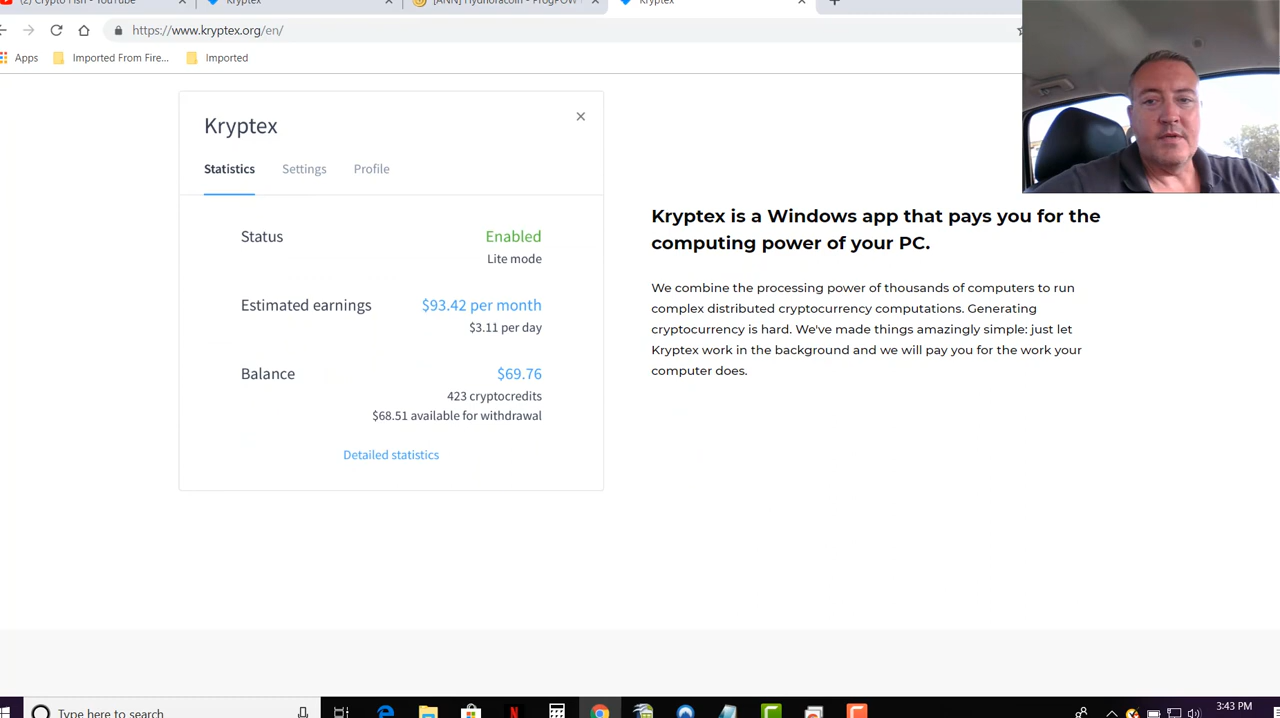 (2) Crypto Fish - YouTube
Kryptex
[ANN] Hydnoracoin - ProgPOW
Kryptex
https://www.kryptex.org/en/
Apps
Imported From Fire...
Imported
Kryptex
Statistics
Settings
Profile
Status
Enabled
Lite mode
Estimated earnings
$93.42 per month
$3.11 per day
Balance
$69.76
423 cryptocredits
$68.51 available for withdrawal
Detailed statistics
Kryptex is a Windows app that pays you for the
computing power of your PC.
We combine the processing power of thousands of computers to run
complex distributed cryptocurrency computations. Generating
cryptocurrency is hard. We've made things amazingly simple: just let
Kryptex work in the background and we will pay you for the work your
computer does.
Type here to search
3:43 PM